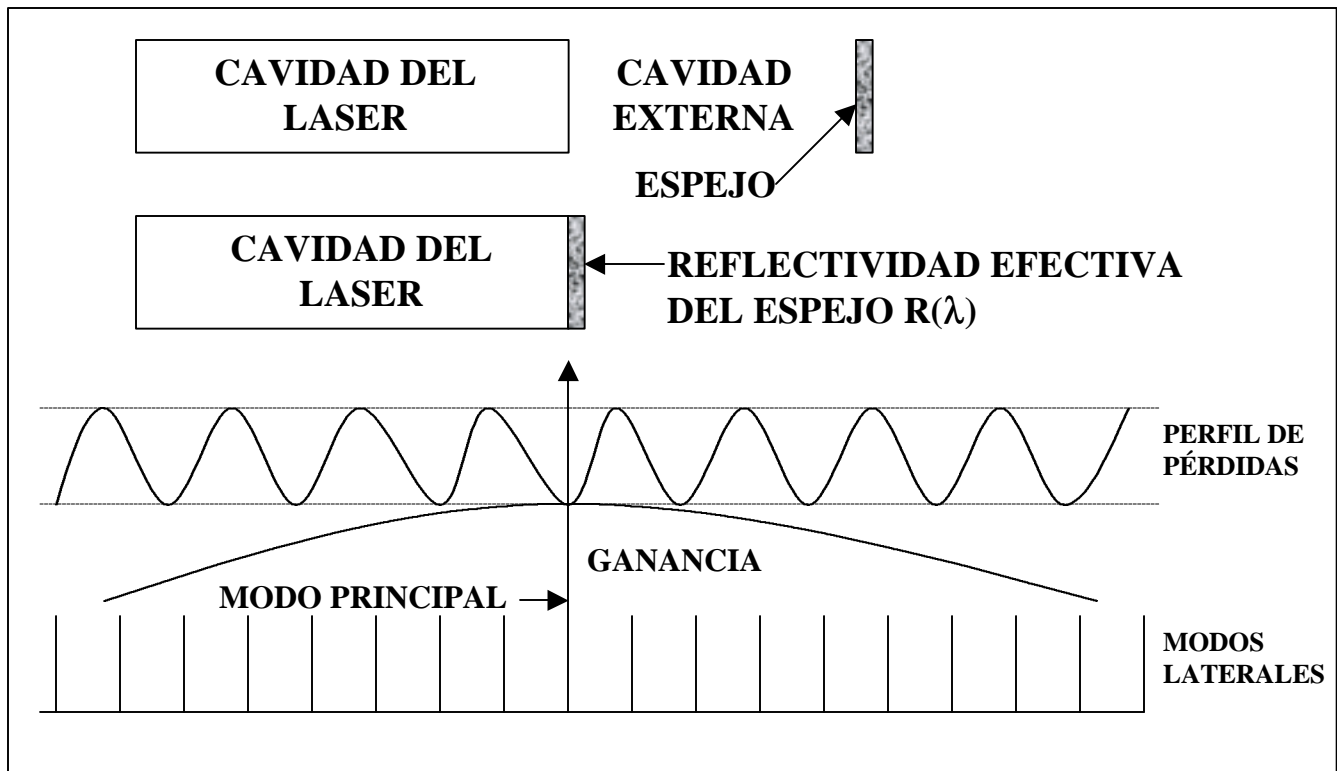 CAVIDAD DEL
LASER
CAVIDAD
EXTERNA
ESPEJO
CAVIDAD DEL
LASER
REFLECTIVIDAD EFECTIVA
DEL ESPEJO R(λ)
PERFIL DE
PÉRDIDAS
GANANCIA
MODO PRINCIPAL
MODOS
LATERALES